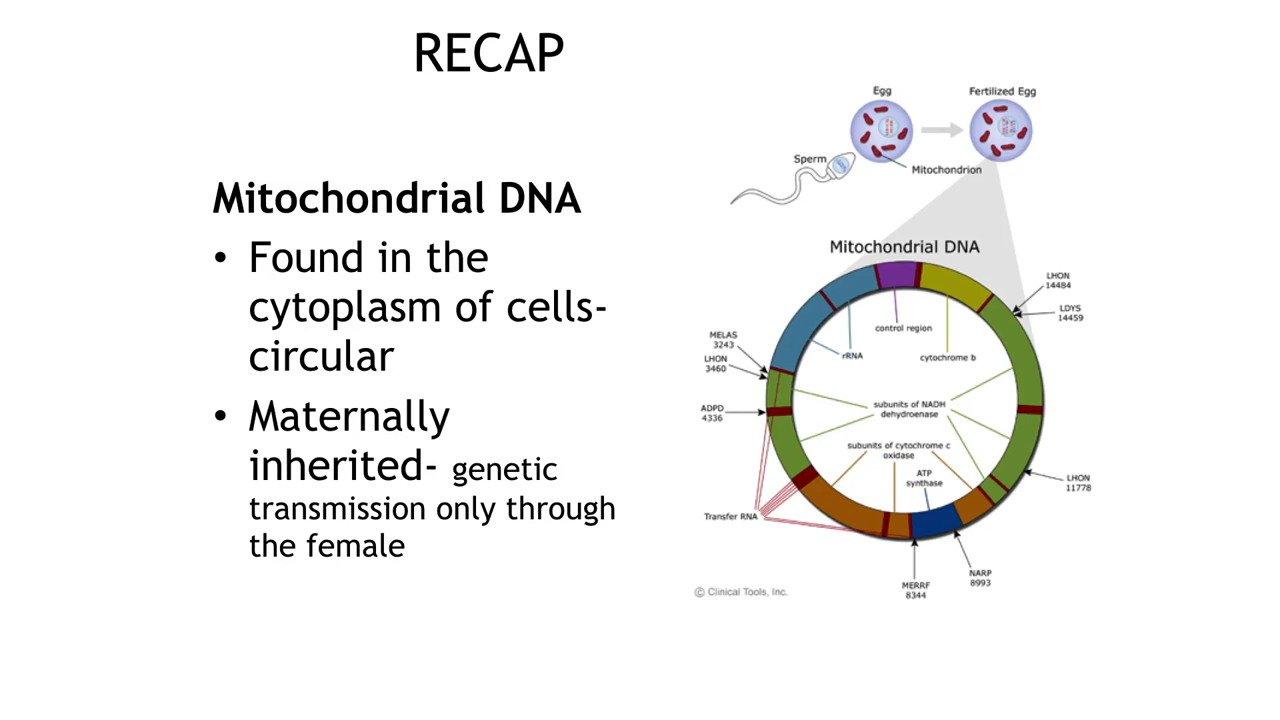 RECAP
Mitochondrial DNA
• Found in the
cytoplasm of cells-
circular
• Maternally
inherited- genetic
transmission only through
the female
Egg
Fertilized Egg
Sperm
Mitochondrion
Mitochondrial DNA
LHON
14484
LDYS
14459
control region
MELAS
3243
rRNA
cytochrome b
LHON
3460
ADPD
4336
subunits of NADH
dehydroenase
subunits of cytochrome c
oxidase
ATP
synthase
LHON
11778
Transfer RNA
NARP
8993
MERRF
8344
© Clinical Tools, Inc.